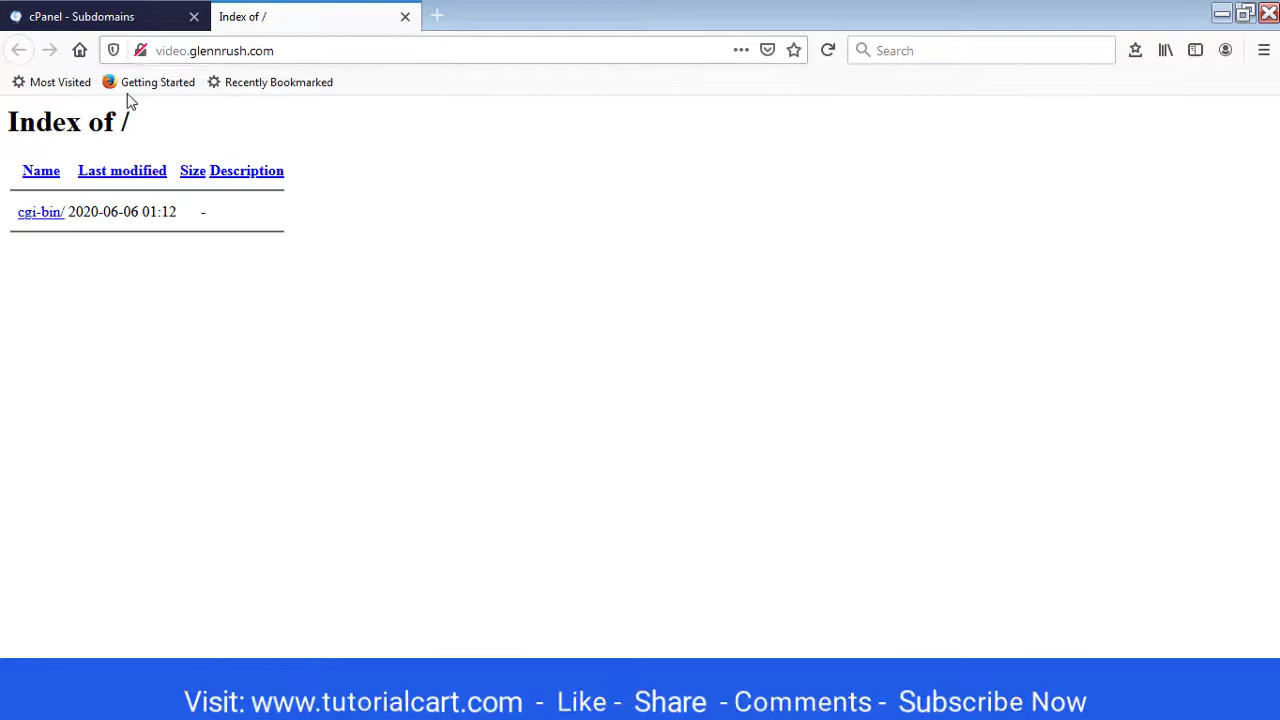 cPanel - Subdomains
Index of /
video.glennrush.com
Search
Most Visited
Getting Started
Recently Bookmarked
Index of /
Name Last modified Size Description
cgi-bin/ 2020-06-06 01:12 -
Visit: www.tutorialcart.com - Like - Share - Comments - Subscribe Now